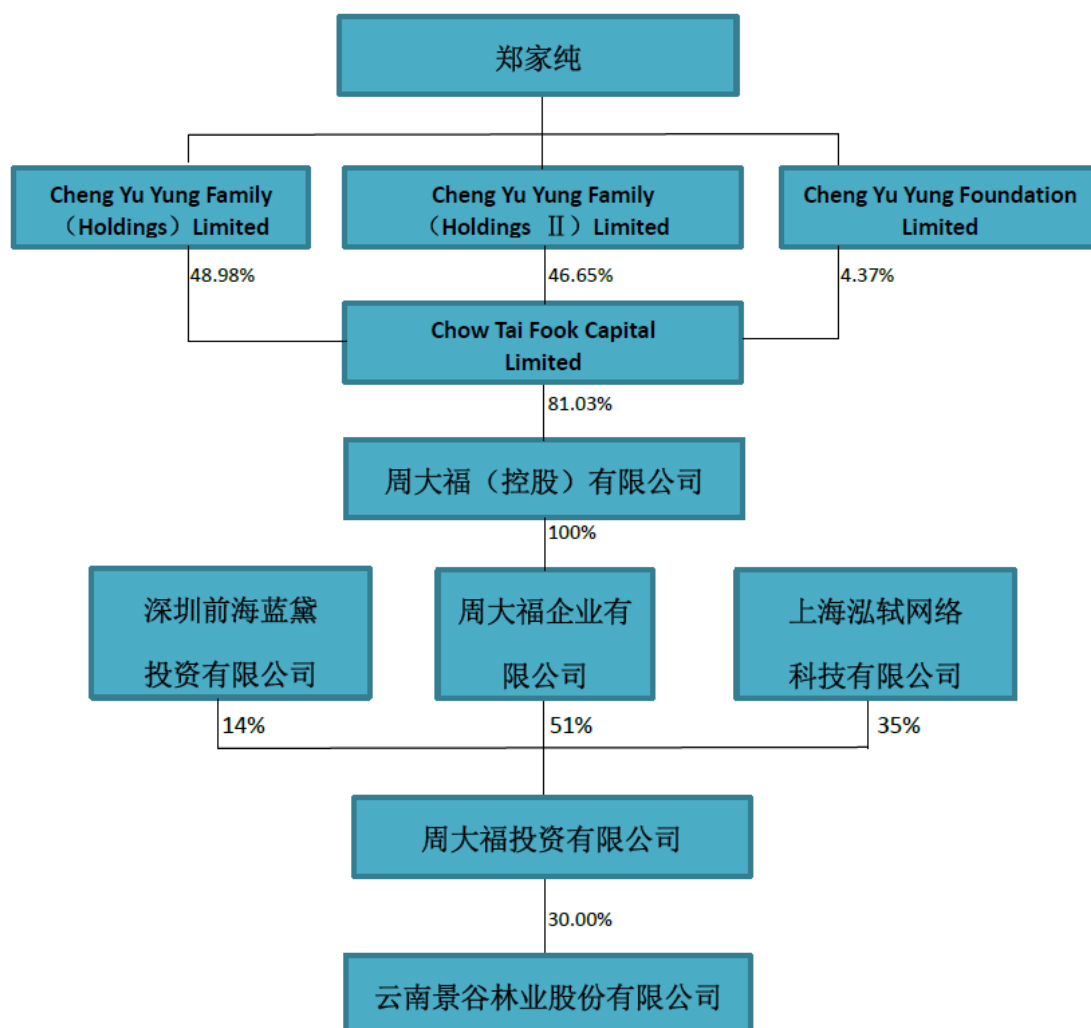 郑家纯
Cheng Yu Yung Family
（Holdings）Limited
Cheng Yu Yung Family
（Holdings Ⅱ）Limited
Cheng Yu Yung Foundation
Limited
48.98%
46.65%
4.37%
Chow Tai Fook Capital
Limited
81.03%
周大福（控股）有限公司
100%
深圳前海蓝黛
投资有限公司
周大福企业有
限公司
上海泓轼网络
科技有限公司
14%
51%
35%
周大福投资有限公司
30.00%
云南景谷林业股份有限公司